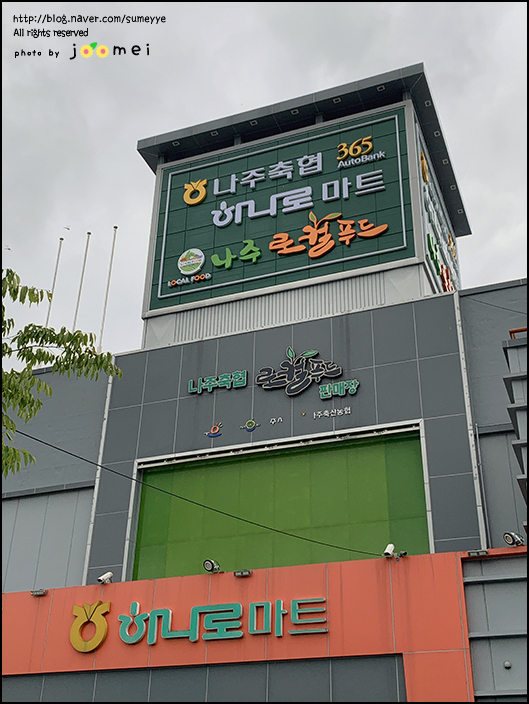 http://blog.naver.com/sumeyye
All rights reserved
photo by joomei
나주축협 365
AutoBank
하나로마트
LOCAL FOOD
나주 로컬푸드
나주축협 로컬푸드
판매장
나주축산농협
하나로마트